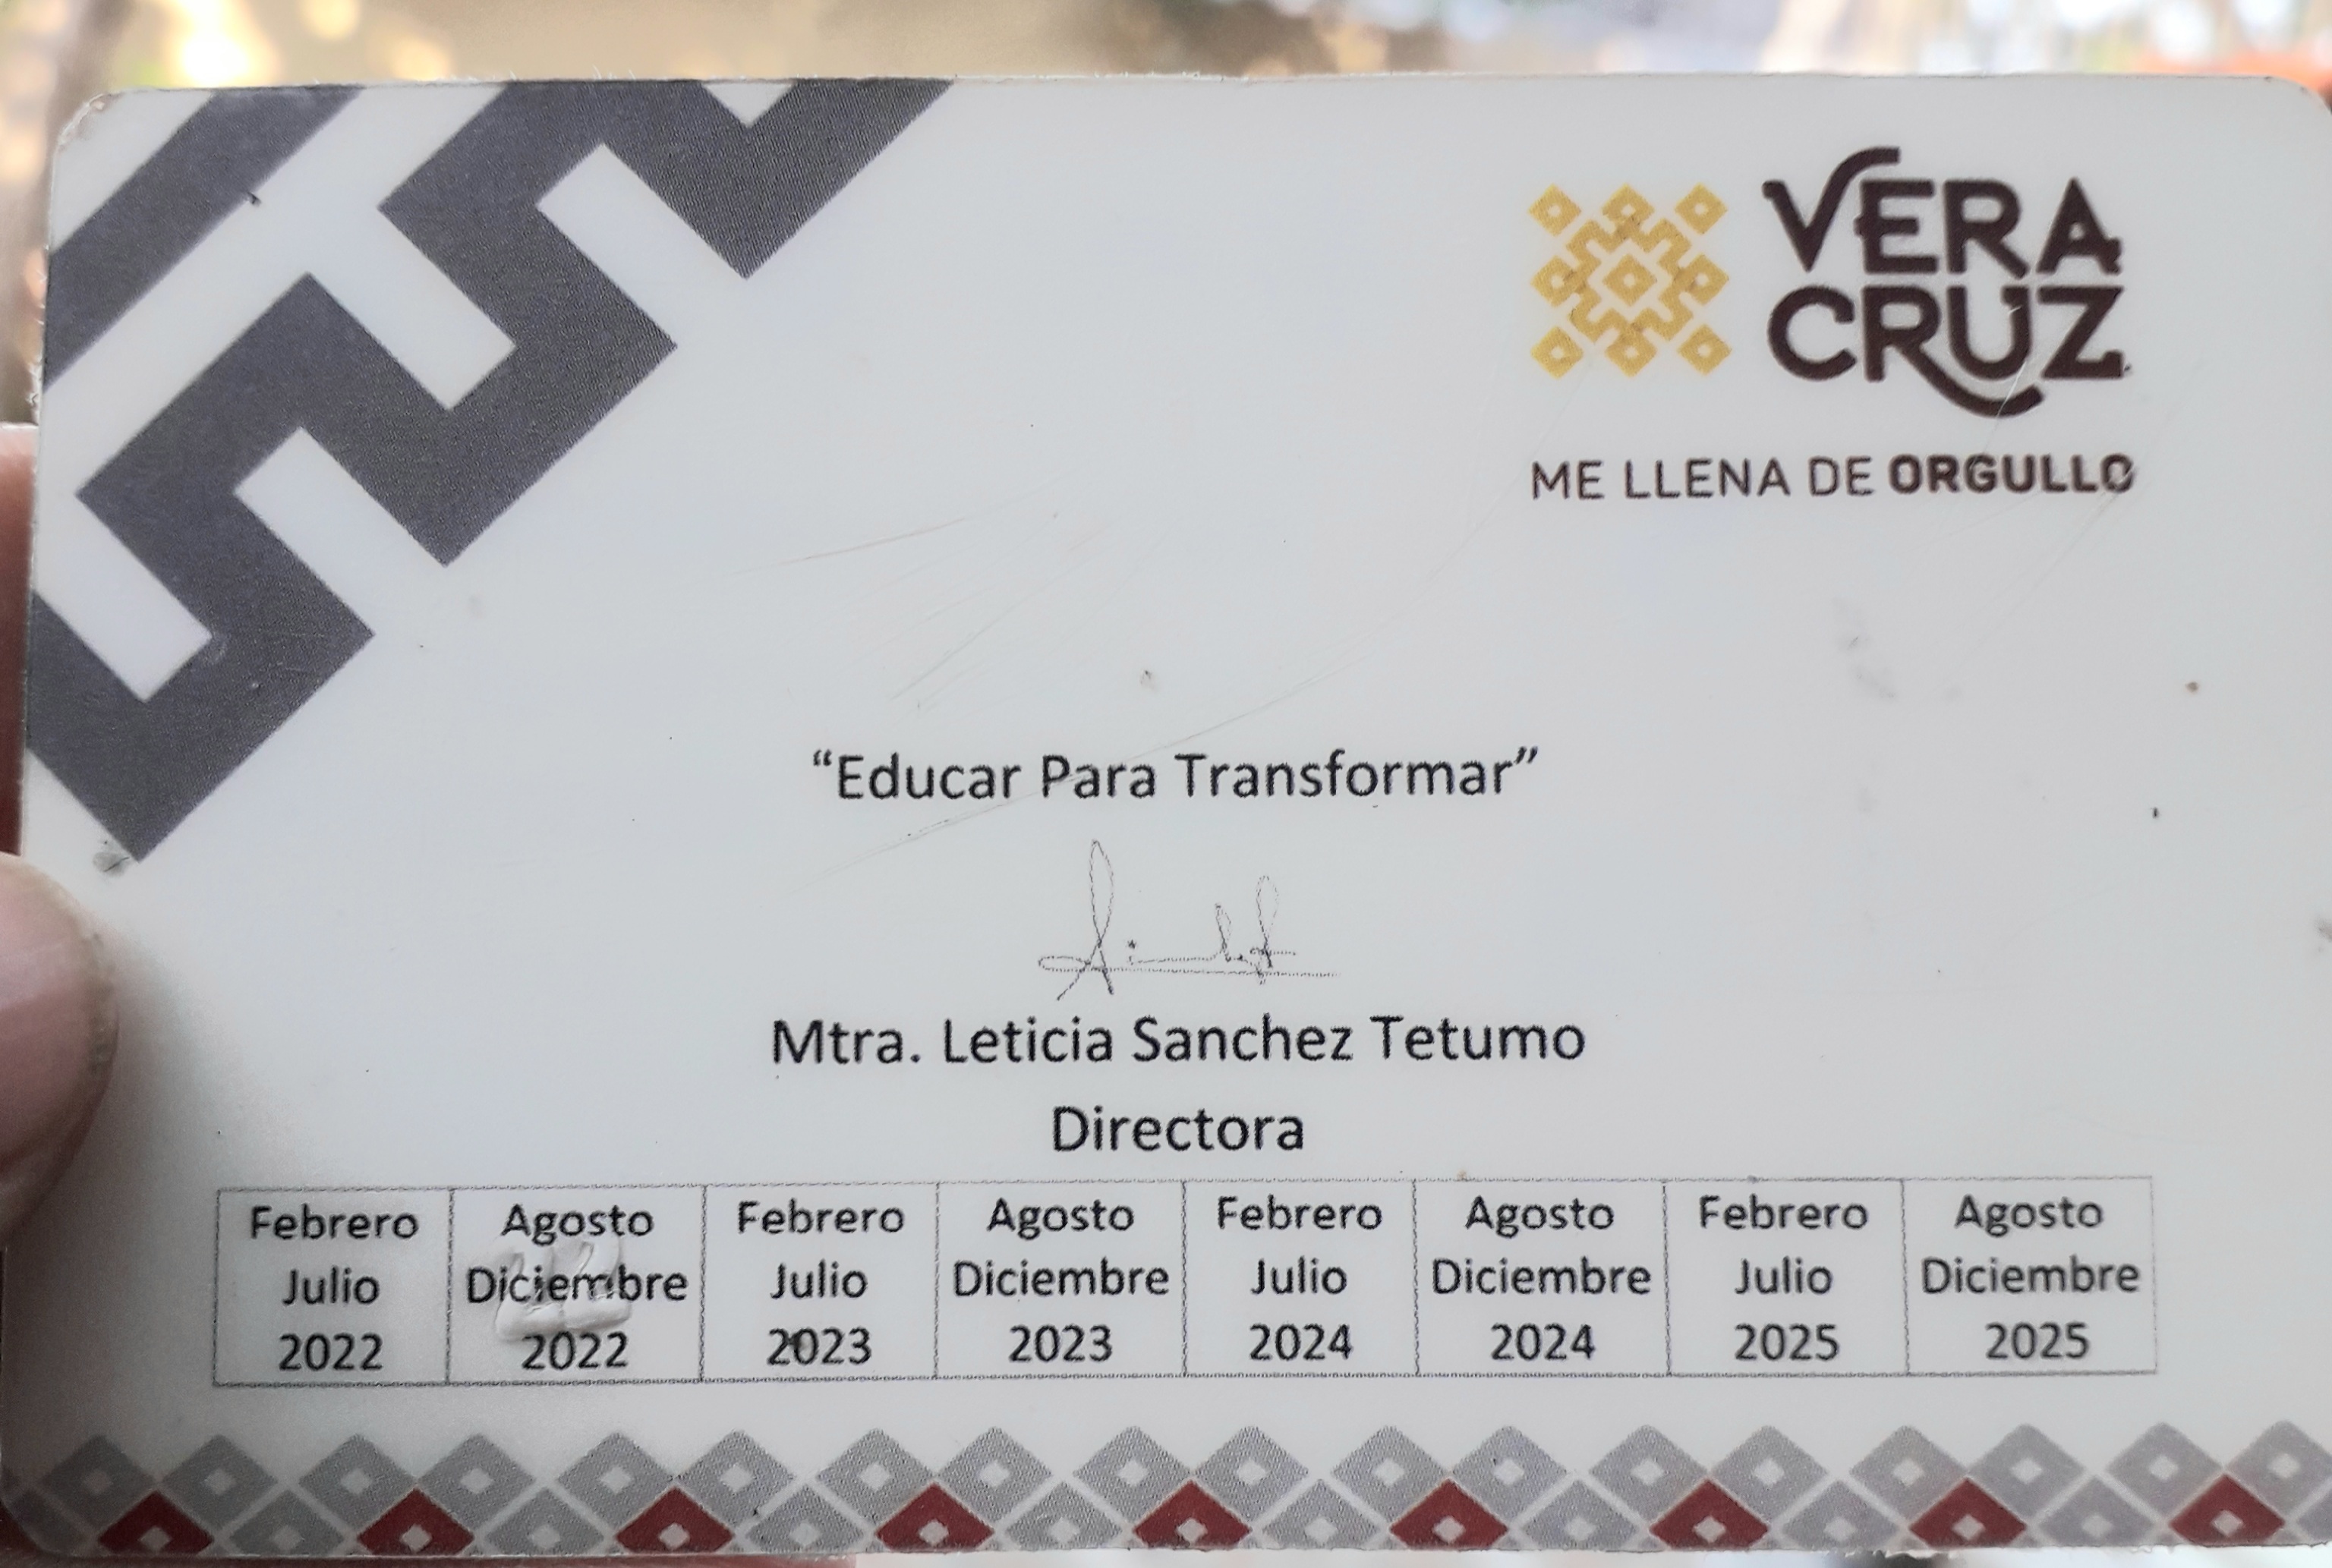 VERA
CRUZ
ME LLENA DE ORGULLO
“Educar Para Transformar”
Mtra. Leticia Sanchez Tetumo
Directora
Febrero Agosto Febrero Agosto Febrero Agosto Febrero Agosto
Julio Diciembre Julio Diciembre Julio Diciembre Julio Diciembre
2022 2022 2023 2023 2024 2024 2025 2025